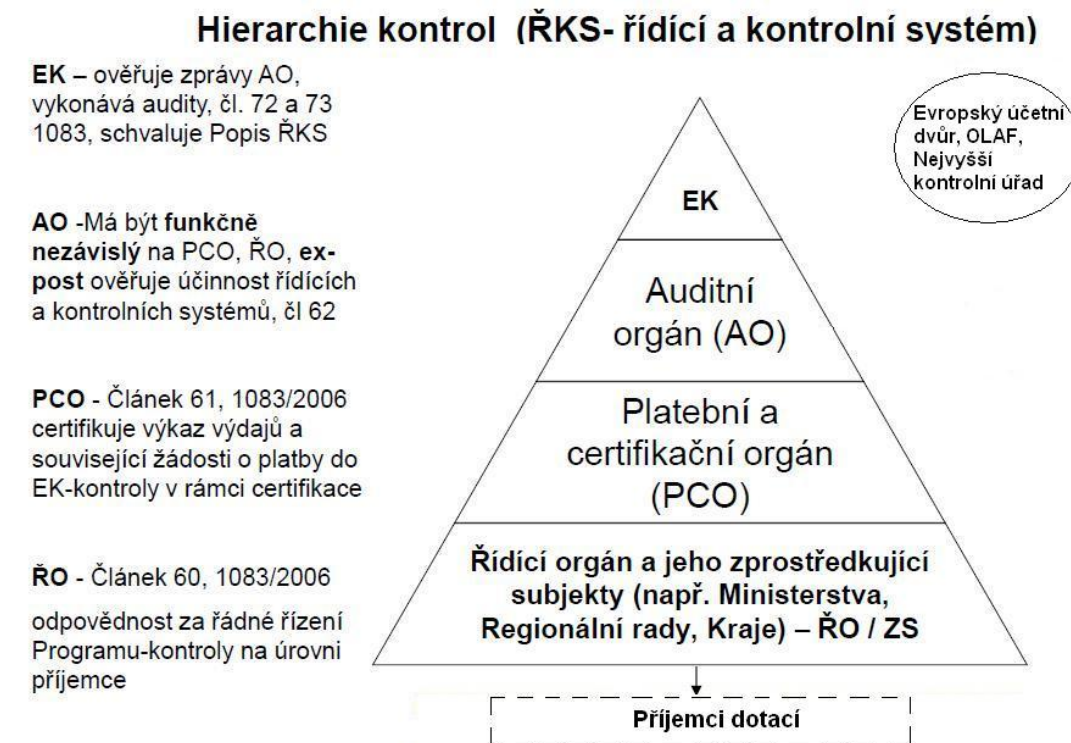 Hierarchie kontrol (ŘKS- řídící a kontrolní systém)
EK – ověřuje zprávy AO,
vykonává audity, čl. 72 a 73
1083, schvaluje Popis ŘKS
AO -Má být funkčně
nezávislý na PCO, ŘO, ex-
post ověřuje účinnost řídících
a kontrolních systémů, čl 62
PCO - Článek 61, 1083/2006
certifikuje výkaz výdajů a
související žádosti o platby do
EK-kontroly v rámci certifikace
ŘO - Článek 60, 1083/2006
odpovědnost za řádné řízení
Programu-kontroly na úrovni
příjemce
EK
Auditní
orgán (AO)
Platební a
certifikační orgán
(PCO)
Řídící orgán a jeho zprostředkující
subjekty (např. Ministerstva,
Regionální rady, Kraje) – ŘO / ZS
Příjemci dotací
Evropský účetní
dvůr, OLAF,
Nejvyšší
kontrolní úřad